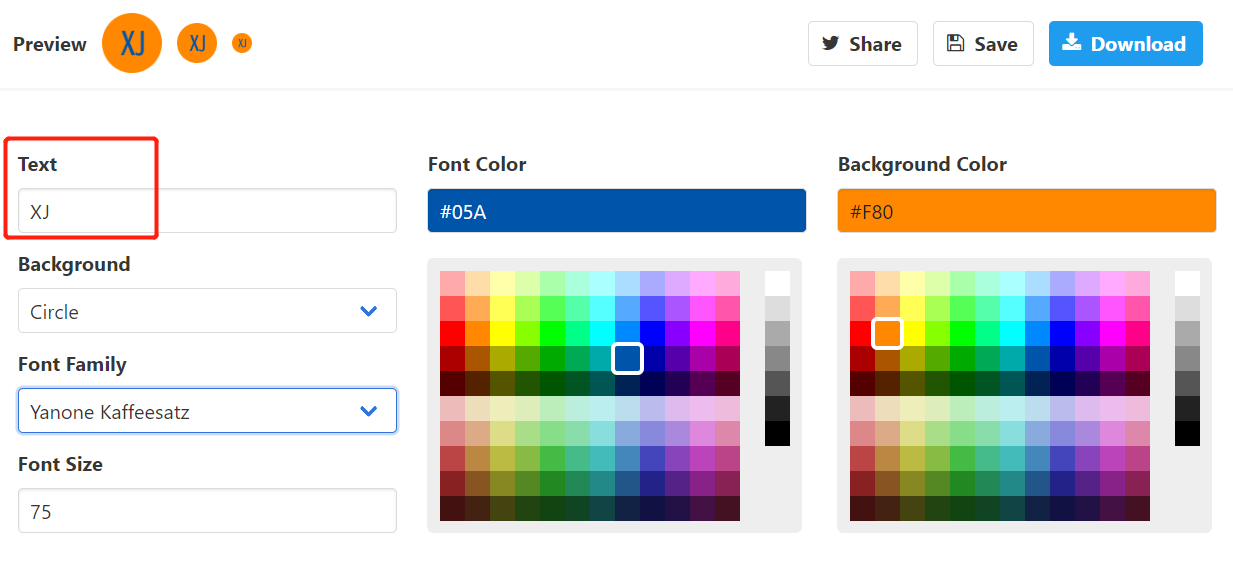 Preview XJ XJ XJ Share Save Download
Text
XJ
Background
Circle
Font Family
Yanone Kaffeesatz
Font Size
75
Font Color
#05A
Background Color
#F80